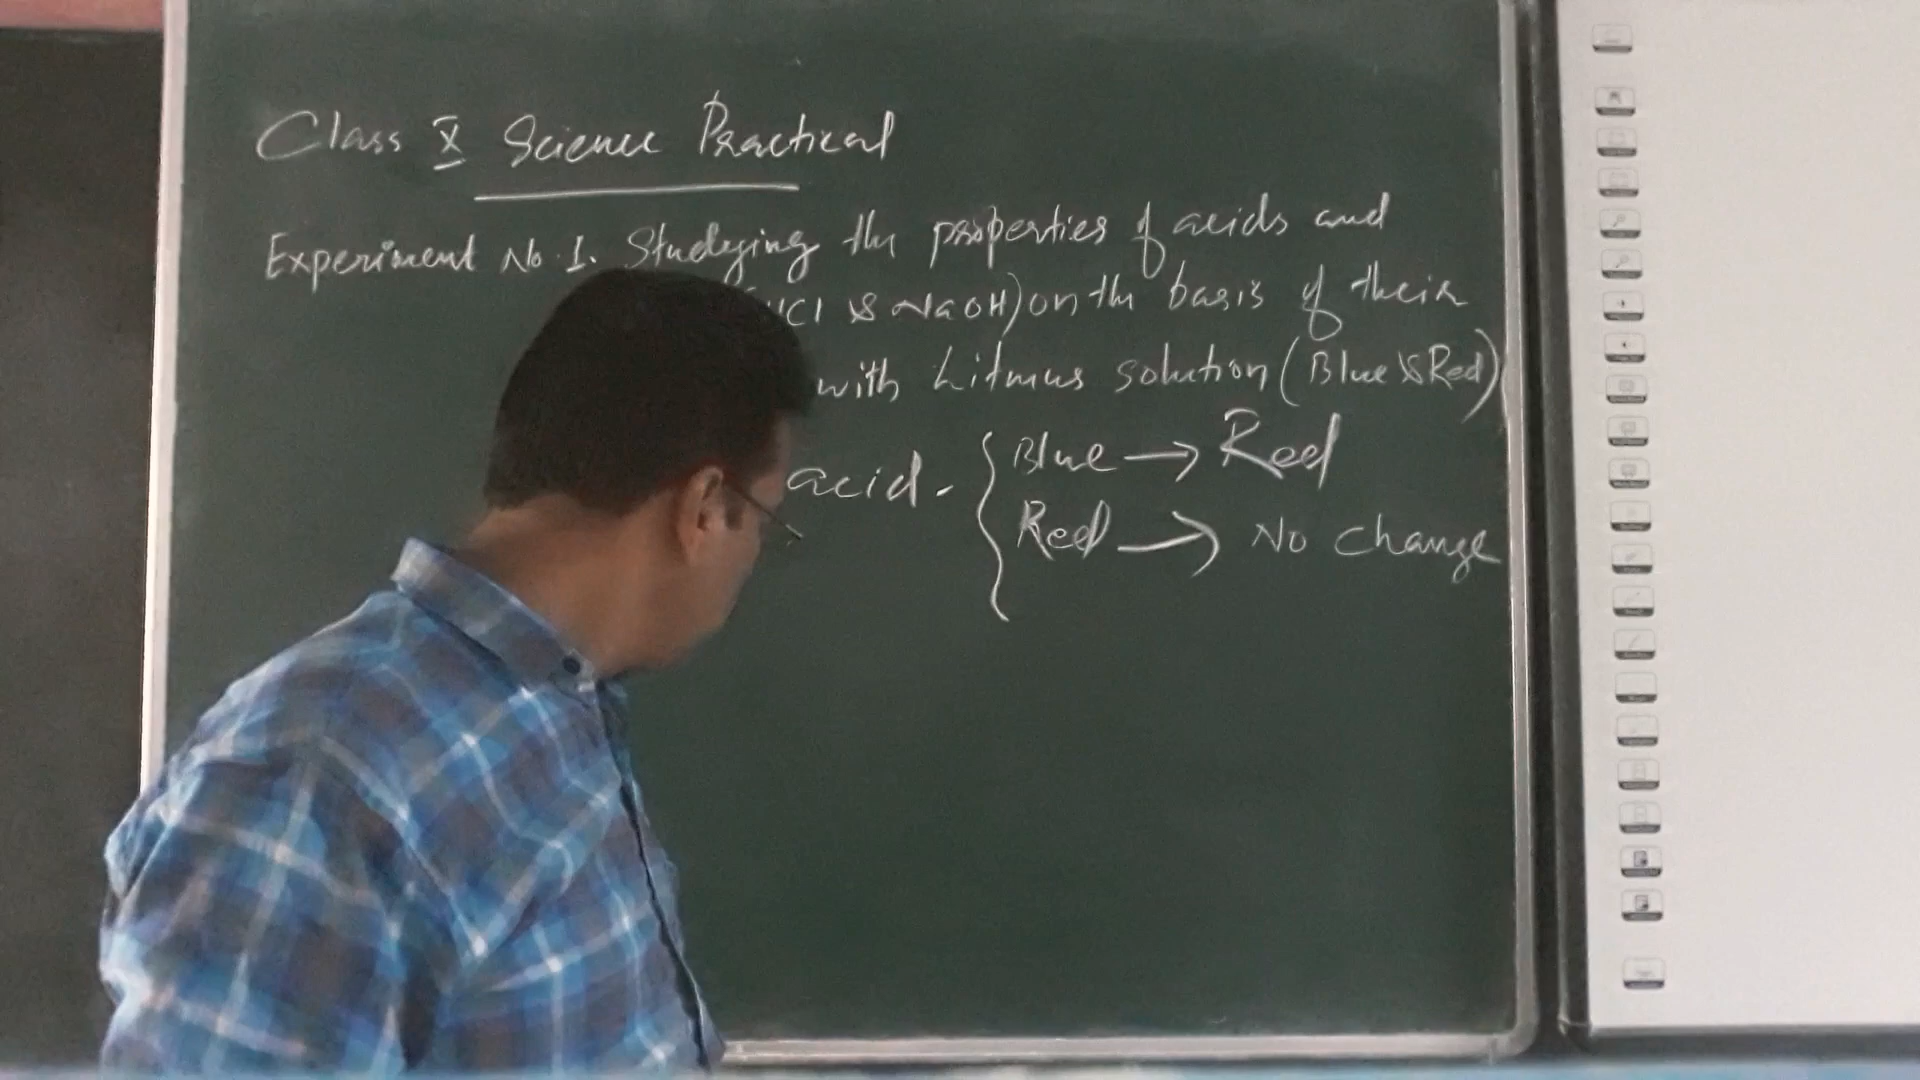 Class X Science Practical
Experiment No. 1. Studying the properties of acids and
(HCl & NaOH) on the basis of their
with Litmus solution (Blue & Red)
acid - { Blue → Red
Red → No Change